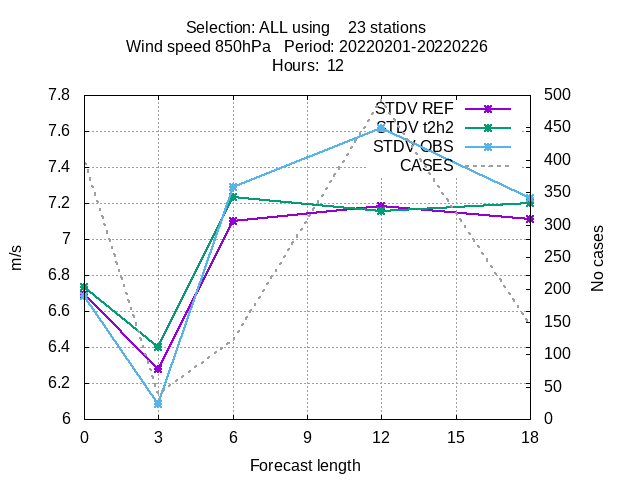 Selection: ALL using    23 stations
Wind speed 850hPa   Period: 20220201-20220226
Hours:  12
7.8
7.6
7.4
7.2
7
6.8
6.6
6.4
6.2
6
500
450
400
350
300
250
200
150
100
50
0
STDV REF
STDV t2h2
STDV OBS
CASES
m/s
No cases
0 3 6 9 12 15 18
Forecast length